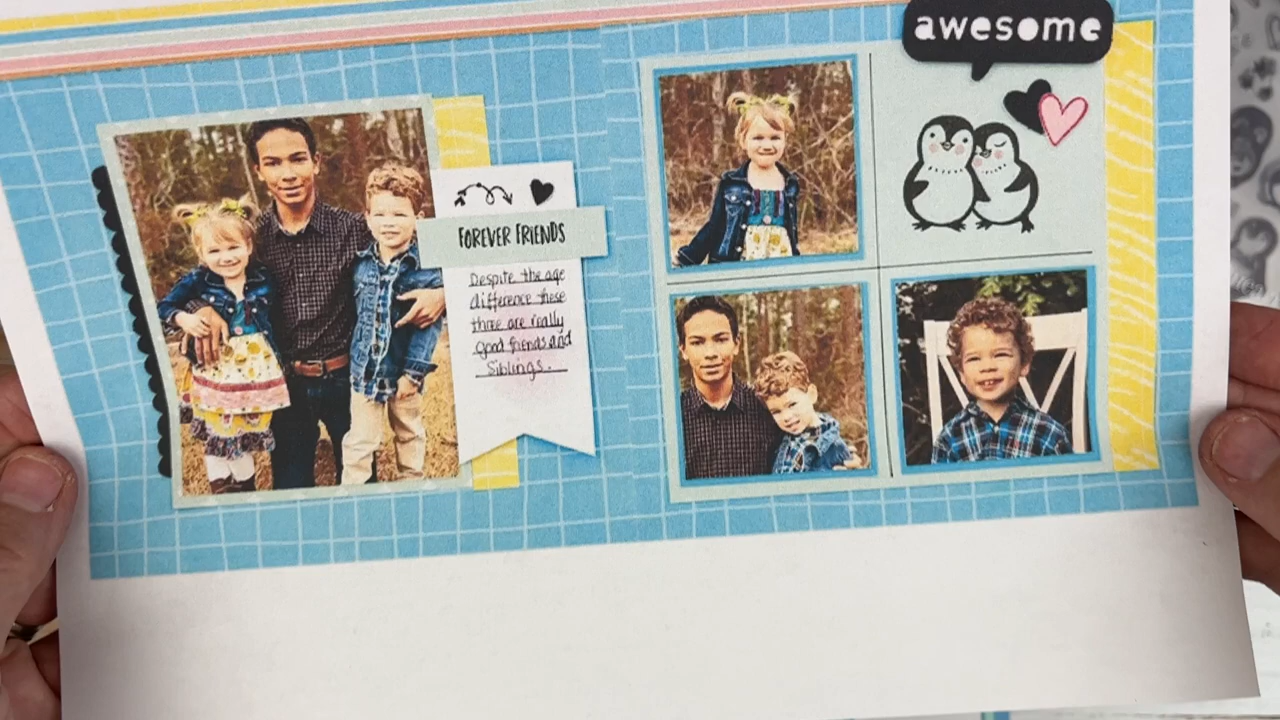 awesome
FOREVER FRIENDS
Despite the age
difference these
three are really
good friends and
siblings.